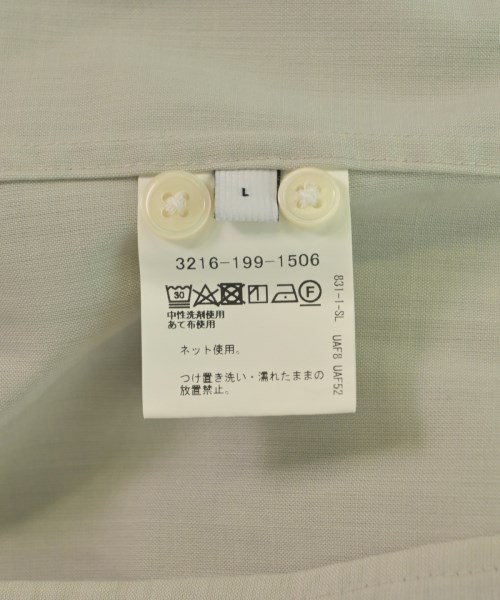 L
3216-199-1506
30 F
中性洗剤使用
あて布使用
ネット使用。
つけ置き洗い・濡れたままの
放置禁止。
831-1-SL UAF8 UAF52